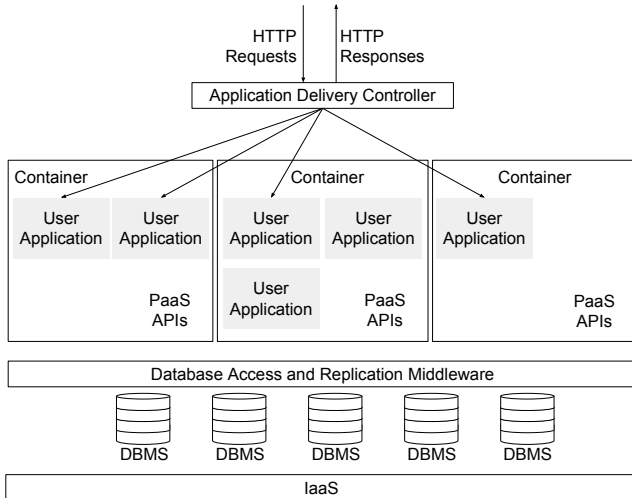 HTTP
Requests
HTTP
Responses
Application Delivery Controller
Container
User
Application
User
Application
PaaS
APIs
Container
User
Application
User
Application
User
Application
PaaS
APIs
Container
User
Application
PaaS
APIs
Database Access and Replication Middleware
DBMS
DBMS
DBMS
DBMS
DBMS
IaaS